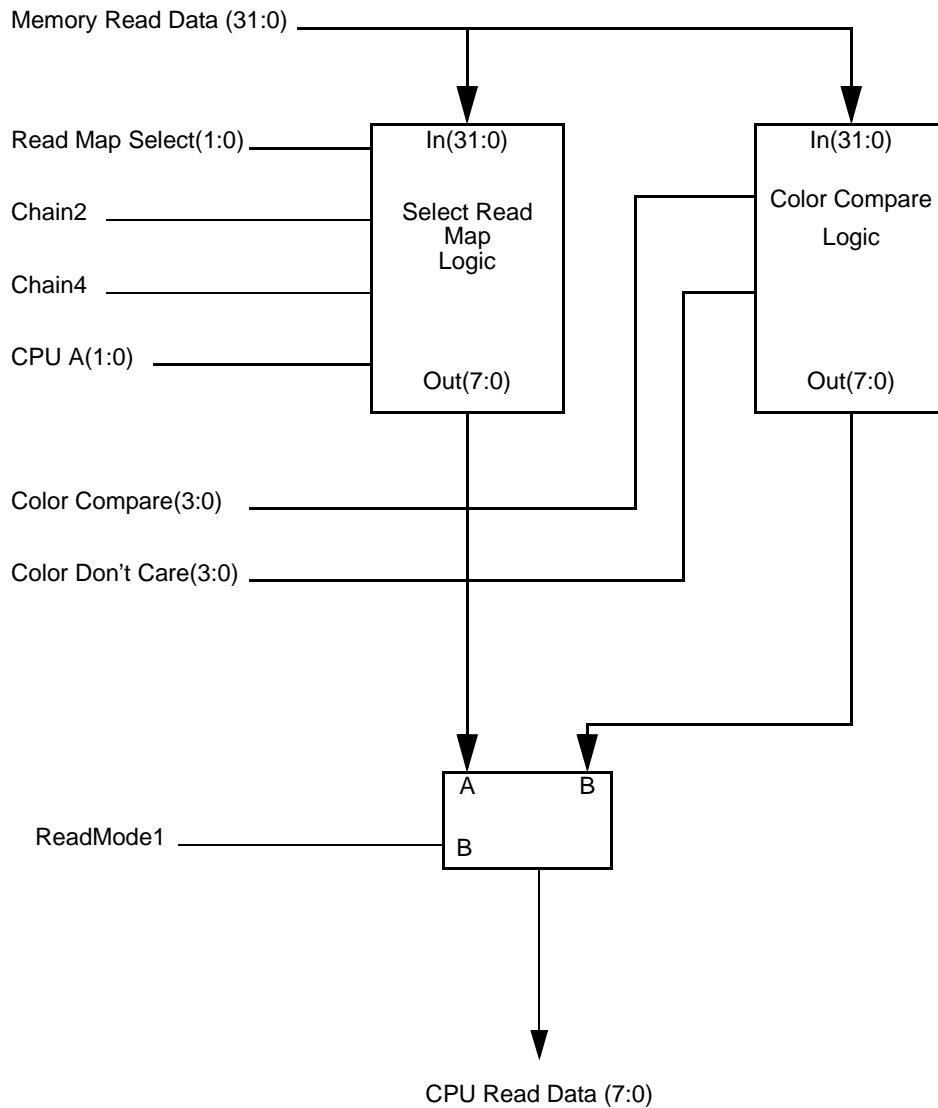 Memory Read Data (31:0)
Read Map Select(1:0)
In(31:0)
In(31:0)
Chain2
Select Read
Map
Logic
Color Compare
Logic
Chain4
CPU A(1:0)
Out(7:0)
Out(7:0)
Color Compare(3:0)
Color Don't Care(3:0)
A
B
ReadMode1
B
CPU Read Data (7:0)